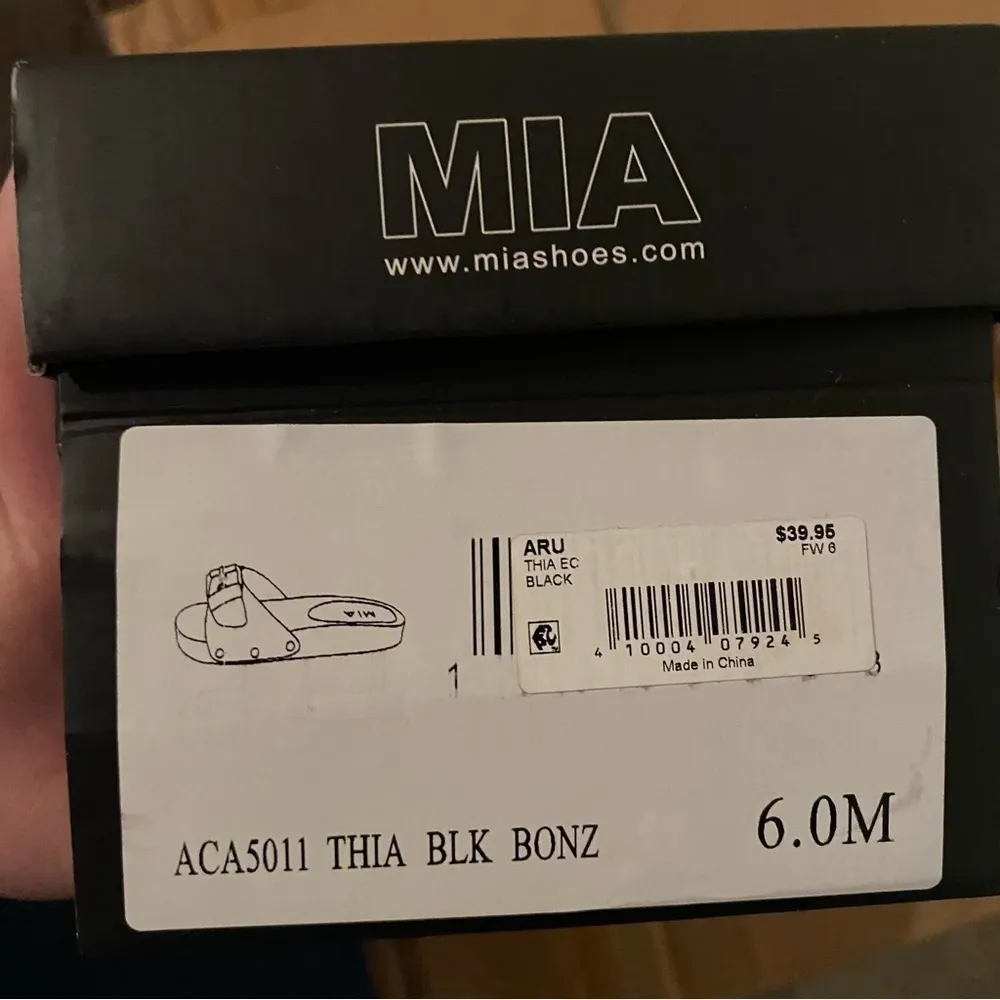 MIA
www.miashoes.com
ARU
$39.95
THIA EC
FW 6
BLACK
4 10004 07924 5
Made in China
1
MIA
ACA5011 THIA BLK BONZ
6.0M